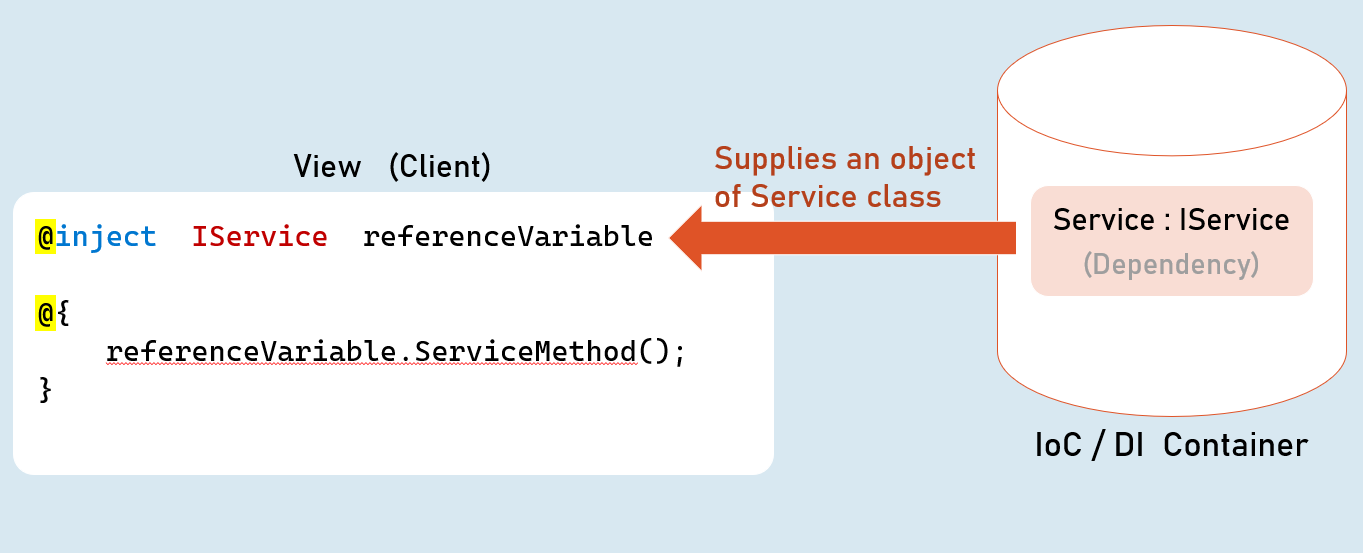 View (Client)
@inject IService referenceVariable
@{
referenceVariable.ServiceMethod();
}
Supplies an object
of Service class
Service : IService
(Dependency)
IoC / DI Container